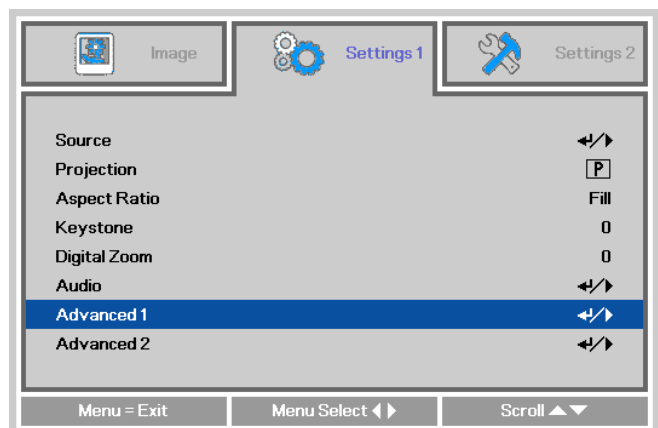 Image Settings 1 Settings 2
Source
Projection P
Aspect Ratio Fill
Keystone 0
Digital Zoom 0
Audio
Advanced 1
Advanced 2
Menu = Exit Menu Select Scroll